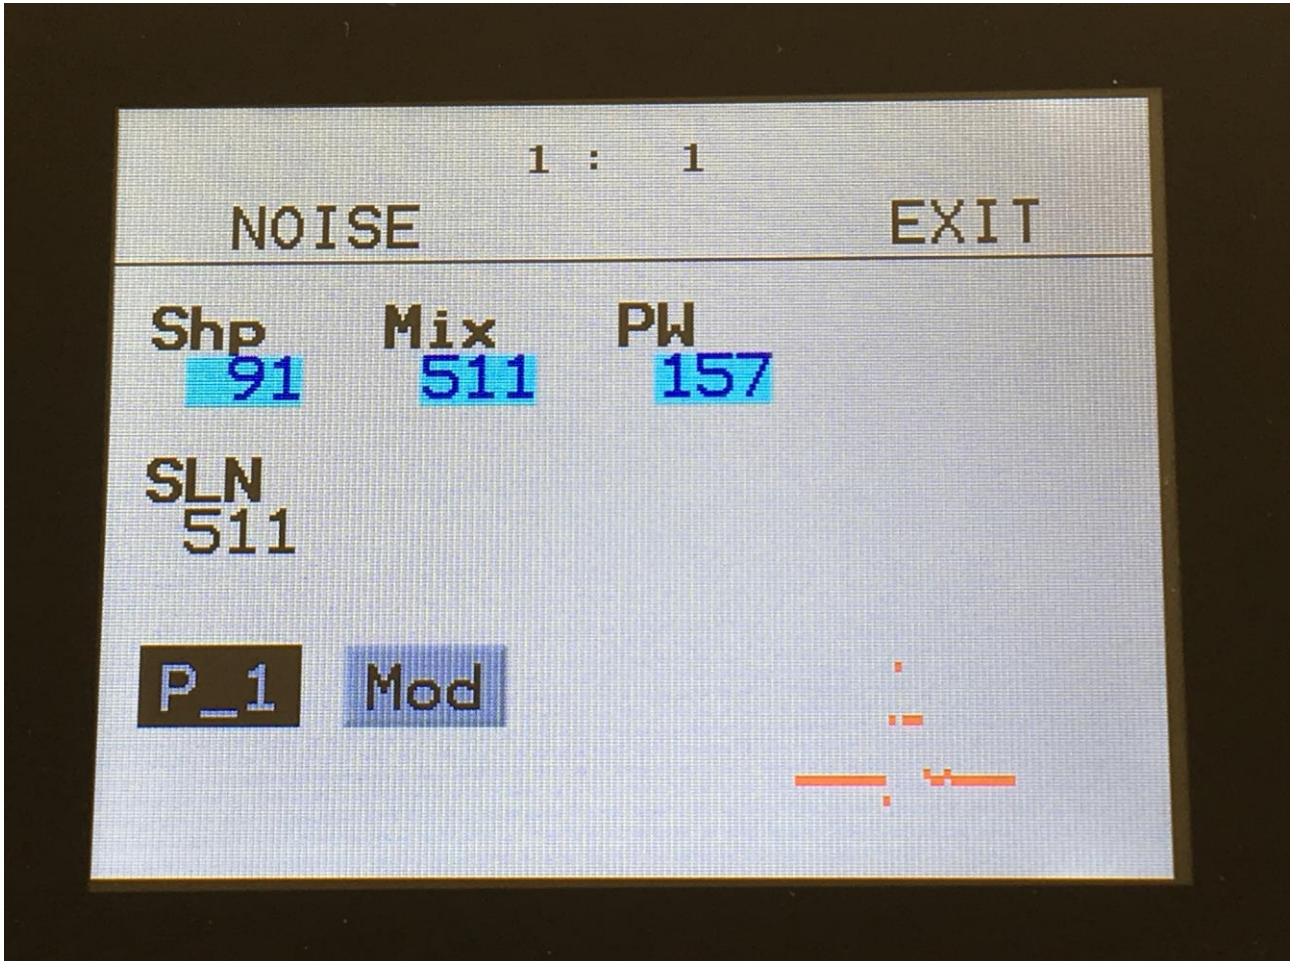 1 : 1
NOISE EXIT
Shp Mix PW
91 511 157
SLN
511
P_1 Mod